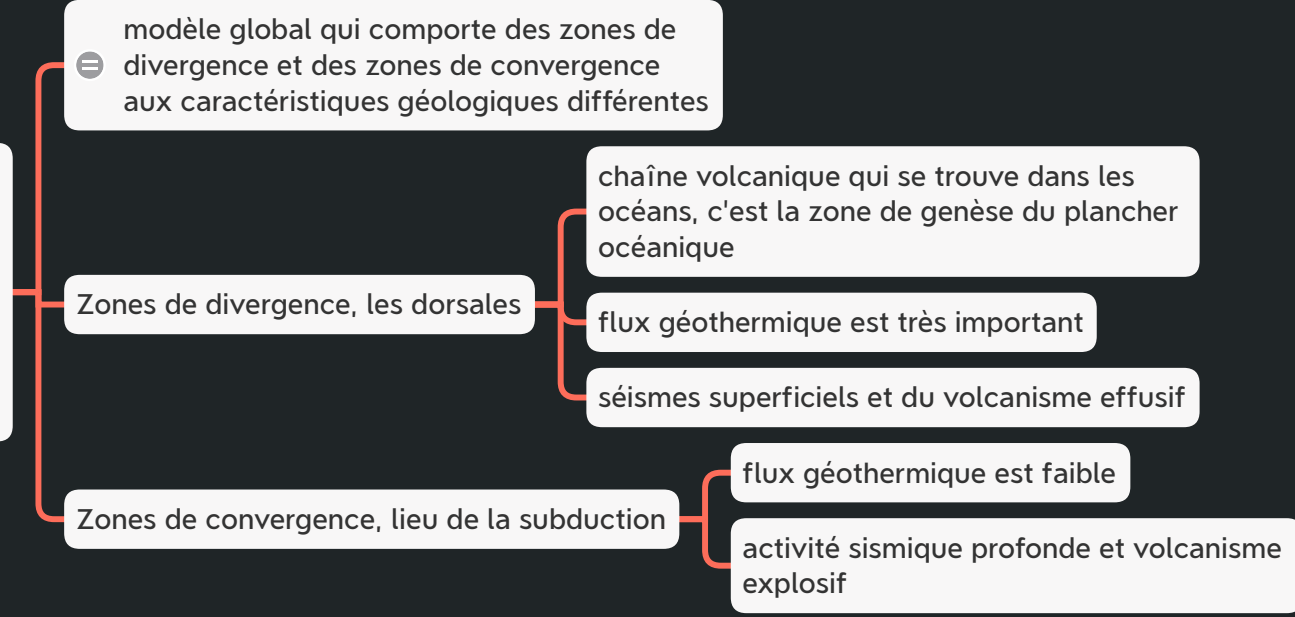 modèle global qui comporte des zones de
divergence et des zones de convergence
aux caractéristiques géologiques différentes
chaîne volcanique qui se trouve dans les
océans, c'est la zone de genèse du plancher
océanique
Zones de divergence, les dorsales
flux géothermique est très important
séismes superficiels et du volcanisme effusif
flux géothermique est faible
Zones de convergence, lieu de la subduction
activité sismique profonde et volcanisme
explosif